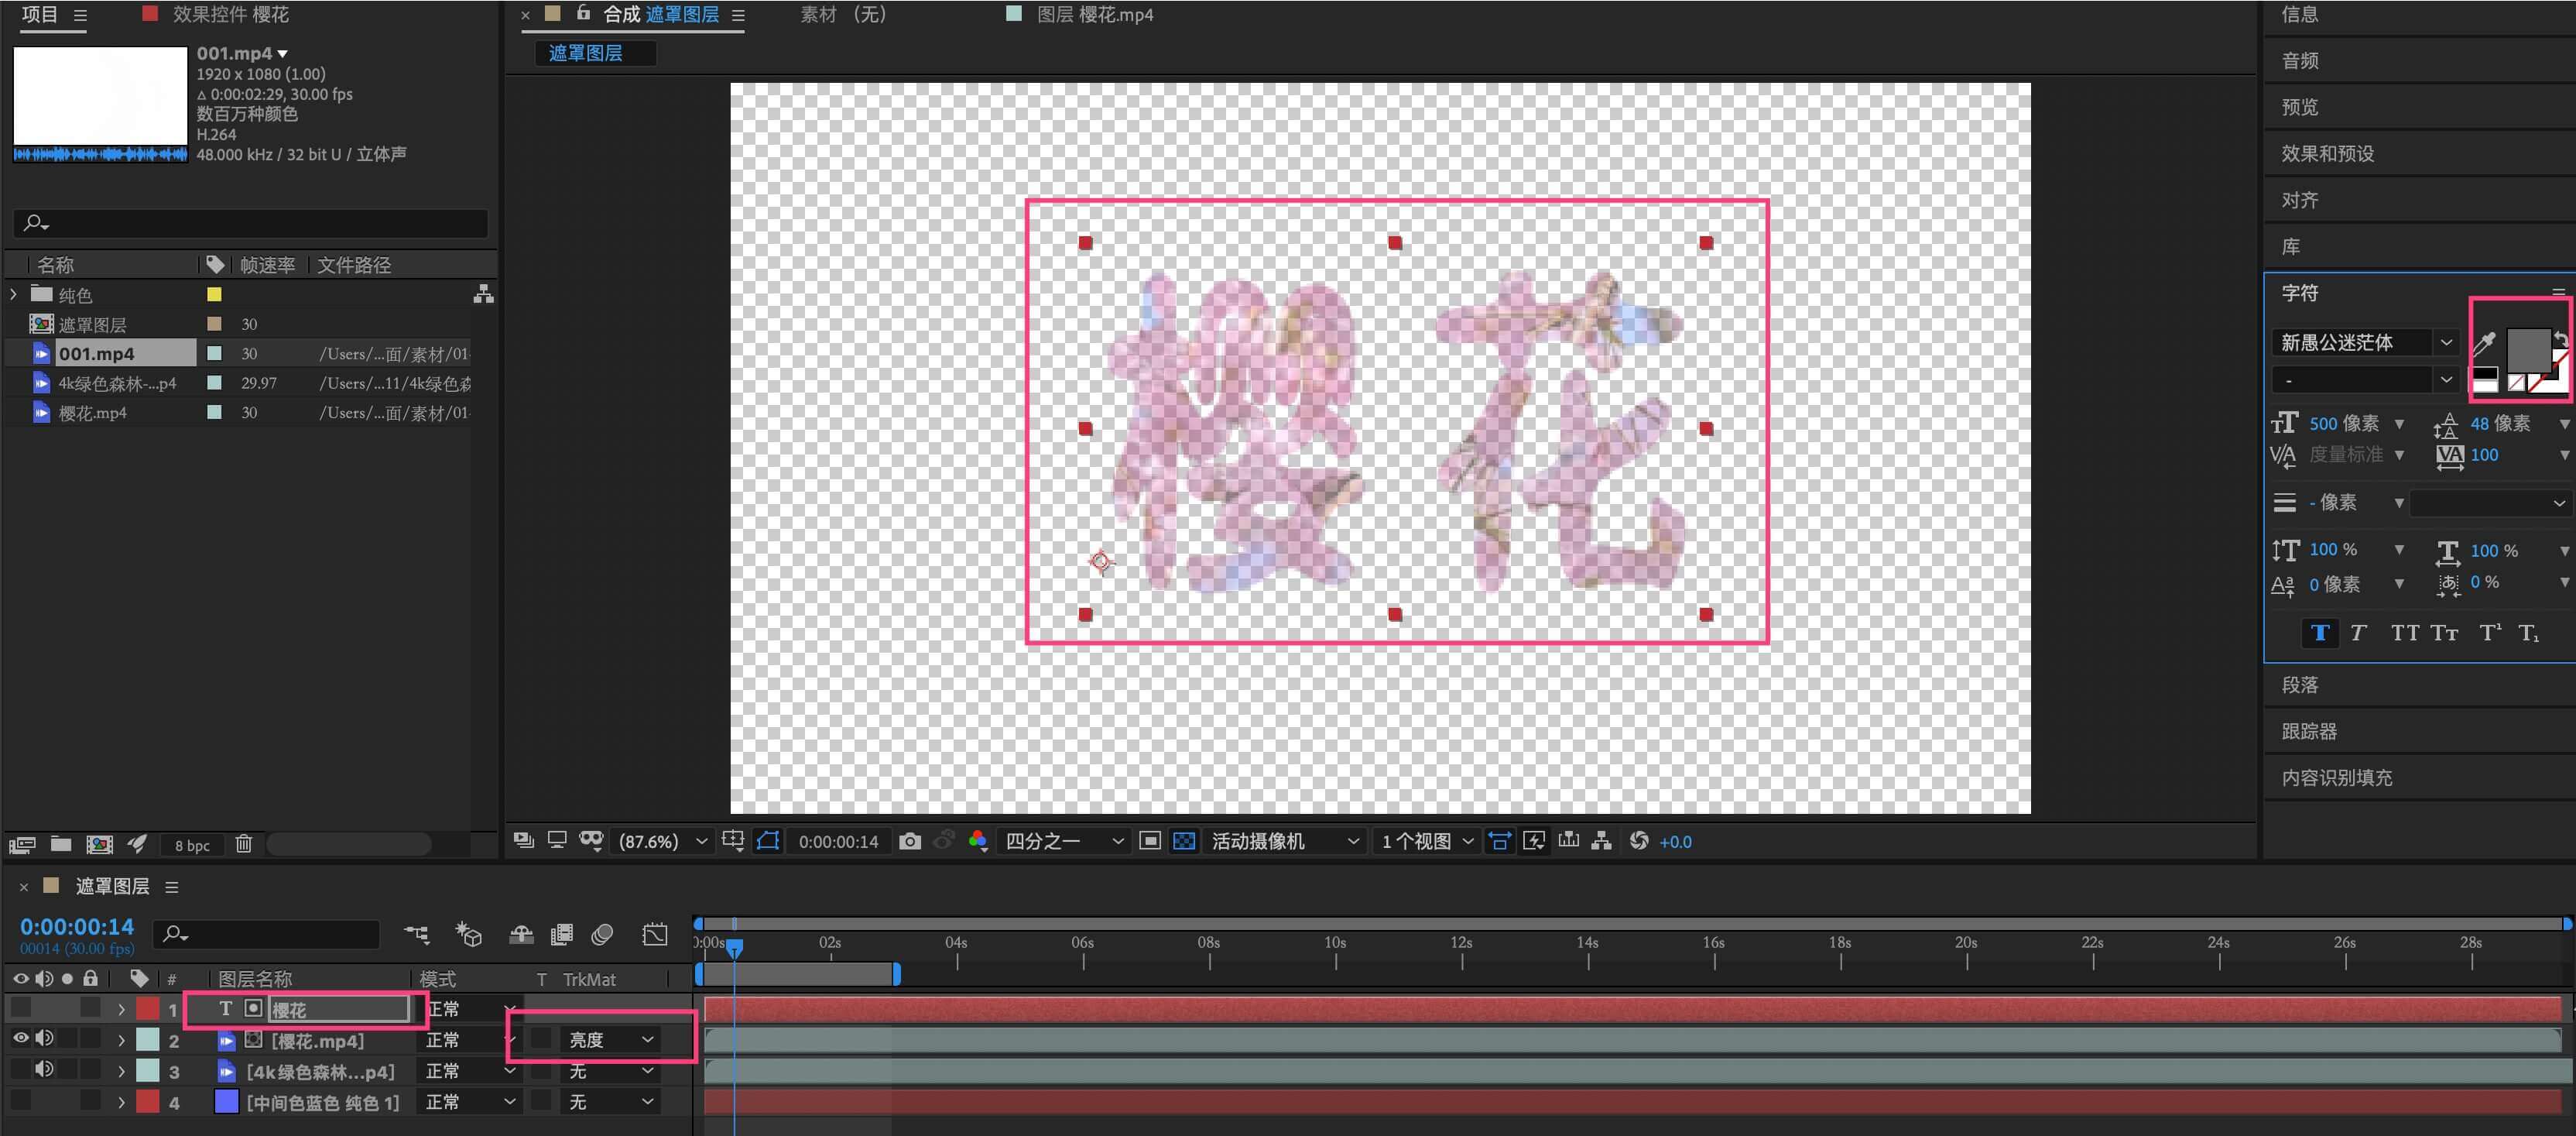 项目
效果控件 樱花
合成 遮罩图层
素材 (无)
图层 樱花.mp4
遮罩图层
001.mp4
1920 x 1080 (1.00)
Δ 0:00:02:29, 30.00 fps
数百万种颜色
H.264
48.000 kHz / 32 bit U / 立体声
名称 帧速率 文件路径
纯色
遮罩图层 30
001.mp4 30 /Users/...面/素材/01
4k绿色森林-...p4 29.97 /Users/...11/4k绿色森
樱花.mp4 30 /Users/...面/素材/01
8 bpc
樱花
(87.6%) 0:00:00:14 四分之一 活动摄像机 1 个视图 +0.0
信息
音频
预览
效果和预设
对齐
库
字符
新愚公迷茫体
-
500 像素 48 像素
度量标准 100
- 像素
100 % 100 %
0 像素 0 %
T T TT Tт T¹ T₁
段落
跟踪器
内容识别填充
遮罩图层
0:00:00:14
00014 (30.00 fps)
0:00s 02s 04s 06s 08s 10s 12s 14s 16s 18s 20s 22s 24s 26s 28s
# 图层名称 模式 T TrkMat
1 T 樱花 正常
2 [樱花.mp4] 正常 亮度
3 [4k绿色森林...p4] 正常 无
4 [中间色蓝色 纯色 1] 正常 无